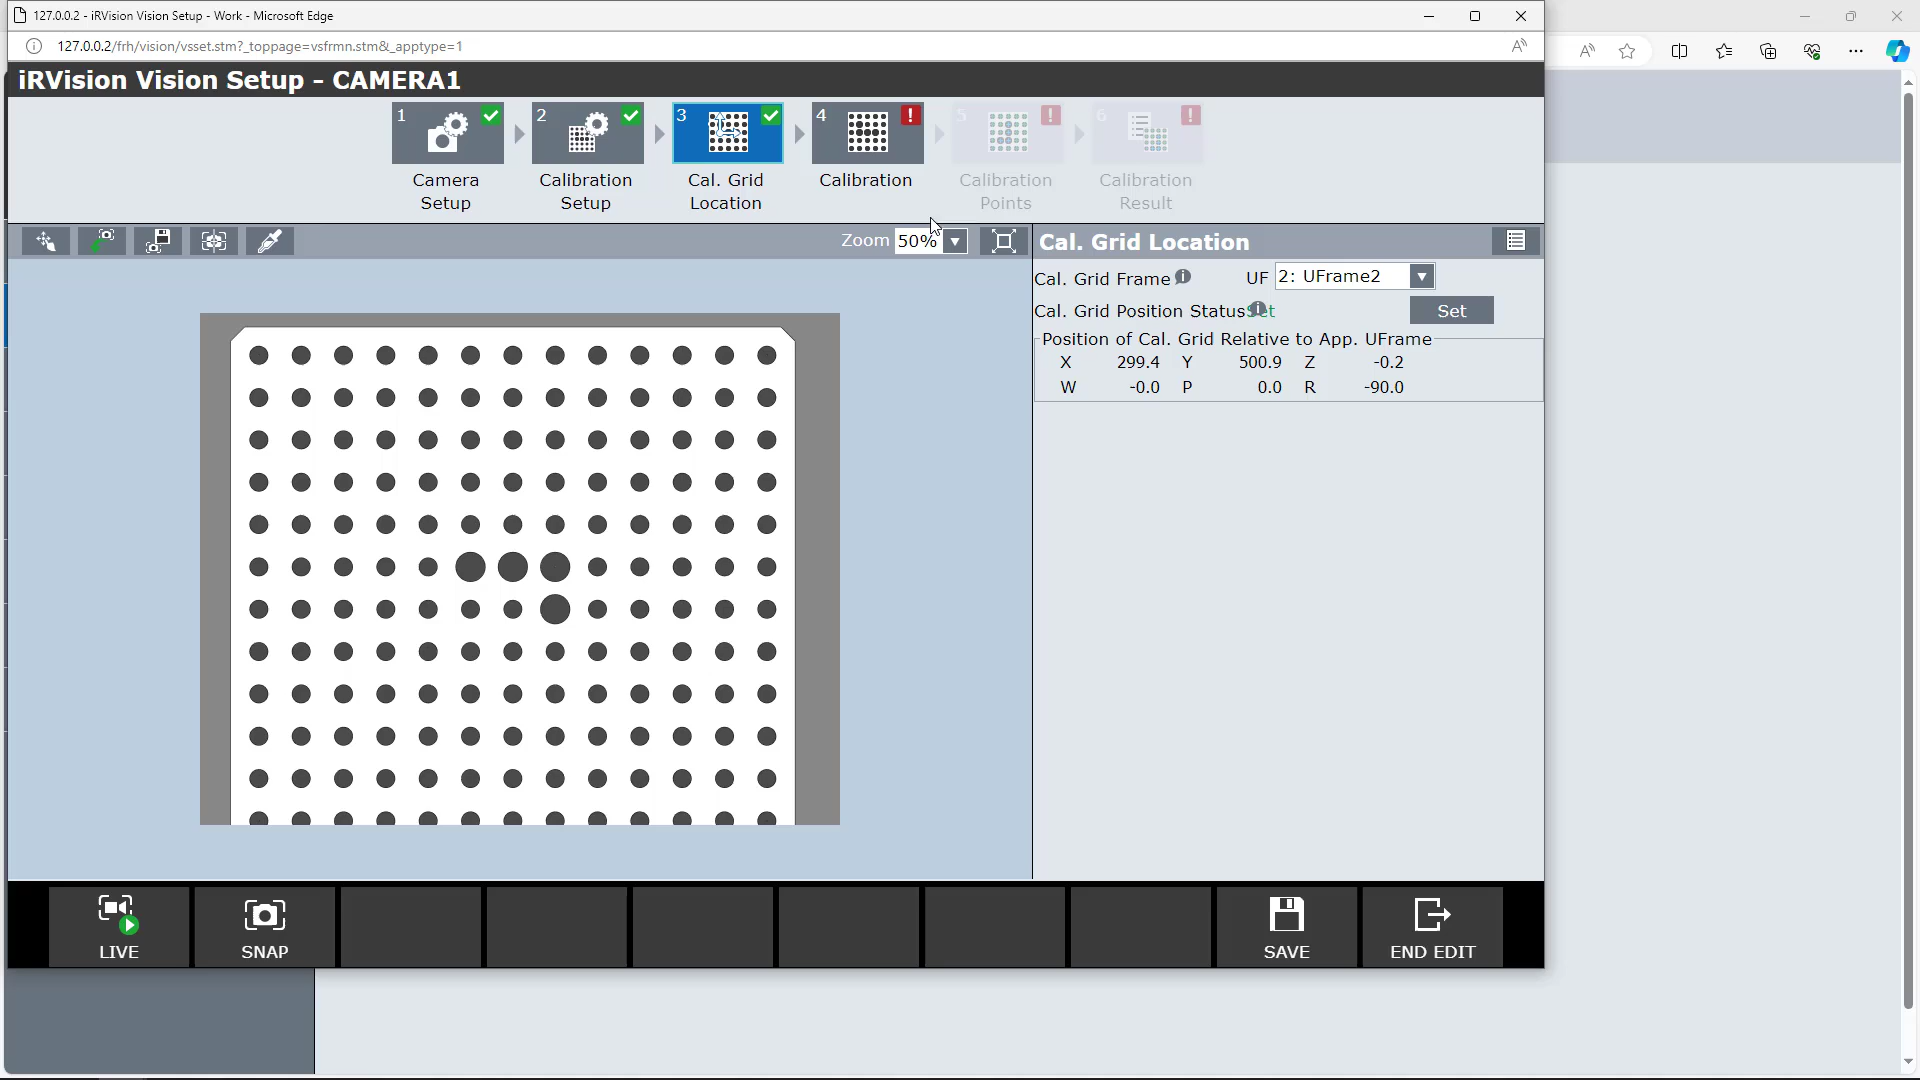 127.0.0.2 - iRVision Vision Setup - Work - Microsoft Edge
127.0.0.2/frh/vision/vsset.stm?_toppage=vsfrmn.stm&_apptype=1
iRVision Vision Setup - CAMERA1
1
2
3
4
5
6
Camera Setup
Calibration Setup
Cal. Grid Location
Calibration
Calibration Points
Calibration Result
Zoom 50%
Cal. Grid Location
Cal. Grid Frame UF 2: UFrame2
Cal. Grid Position Status Set Set
Position of Cal. Grid Relative to App. UFrame
X 299.4 Y 500.9 Z -0.2
W -0.0 P 0.0 R -90.0
LIVE
SNAP
SAVE
END EDIT